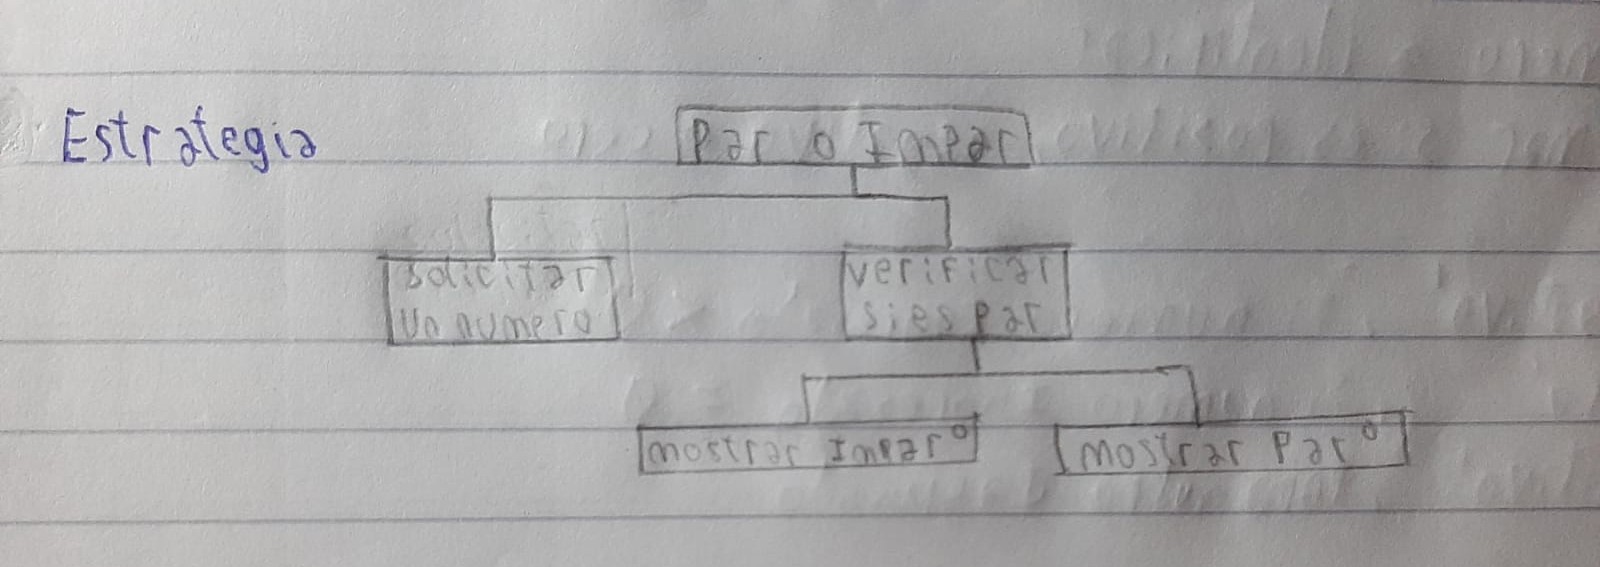 Estrategia
Par o Impar
solicitar
un numero
verificar
si es par
mostrar Impar°
mostrar Par°